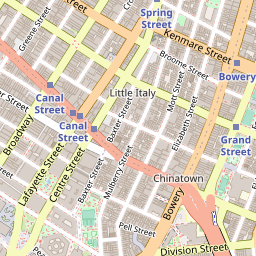 Spring
Street
Greene Street
Kenmare Street
Broome Street
Bowery
Little Italy
Mott Street
Canal
Street
Baxter Street
Canal
Street
Elizabeth Street
Broadway
Grand
Street
Lafayette Street
Centre Street
Baxter Street
Mulberry Street
Chinatown
Bowery
Pell Street
Division Street